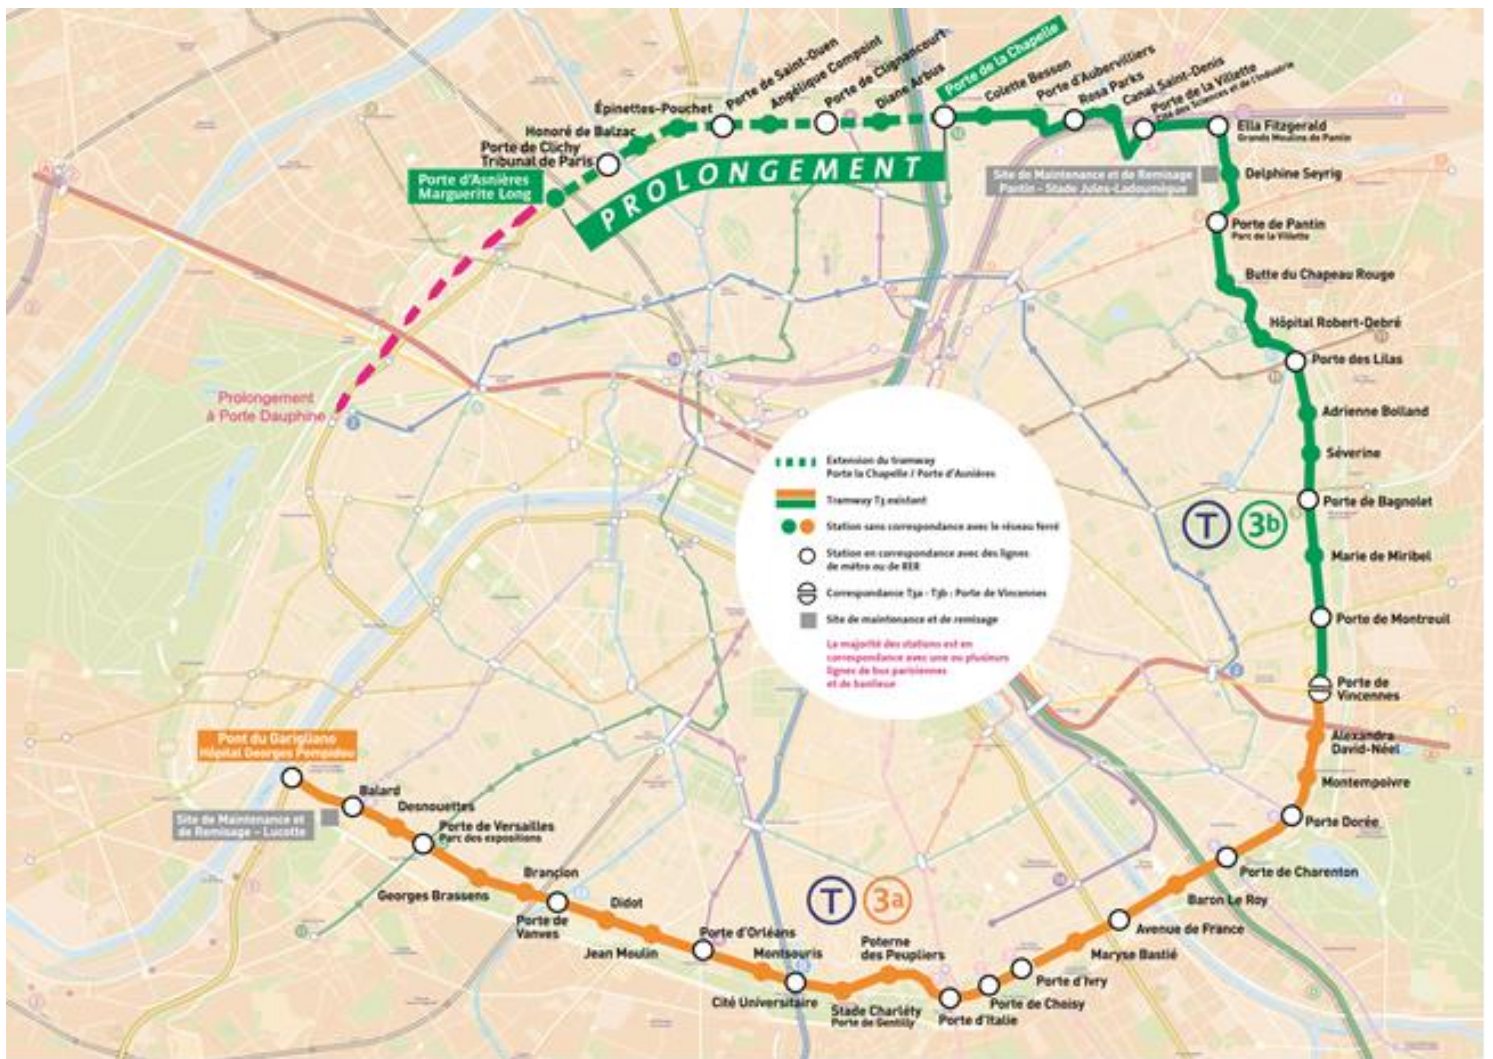 Porte de la Chapelle
Porte de Saint-Ouen
Angélique Compoint
Porte de Clignancourt
Diane Arbus
Colette Besson
Porte d'Aubervilliers
Rosa Parks
Canal Saint-Denis
Porte de la Villette
Cité des Sciences et de l'Industrie
Épinettes-Pouchet
Honoré de Balzac
Porte de Clichy
Tribunal de Paris
Ella Fitzgerald
Grands Moulins de Pantin
Porte d'Asnières
Marguerite Long
PROLONGEMENT
Site de Maintenance et de Remisage
Pantin - Stade Jules-Ladoumègue
Delphine Seyrig
Porte de Pantin
Parc de la Villette
Butte du Chapeau Rouge
Hôpital Robert-Debré
Porte des Lilas
Prolongement
à Porte Dauphine
Adrienne Bolland
Séverine
Porte de Bagnolet
T 3b
Marie de Miribel
Porte de Montreuil
Extension du tramway
Porte la Chapelle / Porte d'Asnières
Tramway T3 existant
Station sans correspondance avec le réseau ferré
Station en correspondance avec des lignes
de métro ou de RER
Correspondance T3a - T3b : Porte de Vincennes
Site de maintenance et de remisage
La majorité des stations est en
correspondance avec une ou plusieurs
lignes de bus parisiennes
et de banlieue
Porte de
Vincennes
Alexandra
David-Néel
Montempoivre
Porte Dorée
Porte de Charenton
Baron Le Roy
Avenue de France
Maryse Bastié
Porte d'Ivry
Porte de Choisy
Porte d'Italie
Pont du Garigliano
Hôpital Georges Pompidou
Balard
Desnouettes
Site de Maintenance et
de Remisage - Lucotte
Porte de Versailles
Parc des expositions
Georges Brassens
Brancion
Porte de
Vanves
Didot
Jean Moulin
Porte d'Orléans
Montsouris
Cité Universitaire
T 3a
Poterne
des Peupliers
Stade Charléty
Porte de Gentilly